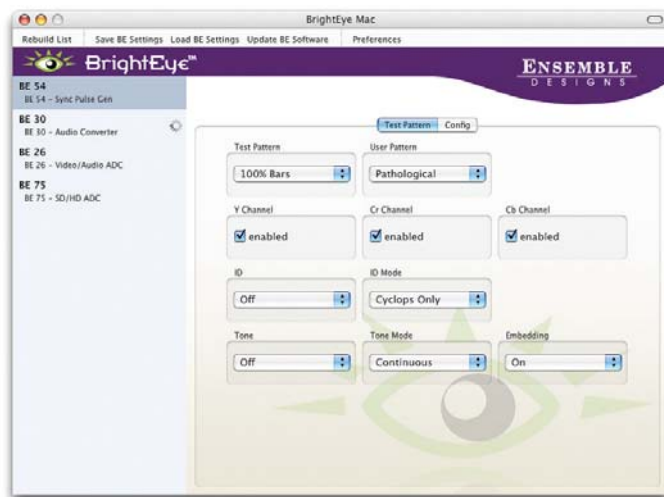 BrightEye Mac
Rebuild List Save BE Settings Load BE Settings Update BE Software Preferences
BrightEye™
ENSEMBLE
DESIGNS
BE 54
BE 54 - Sync Pulse Gen
BE 30
BE 30 - Audio Converter
BE 26
BE 26 - Video/Audio ADC
BE 75
BE 75 - SD/HD ADC
Test Pattern Config
Test Pattern User Pattern
100% Bars Pathological
Y Channel Cr Channel Cb Channel
enabled enabled enabled
ID ID Mode
Off Cyclops Only
Tone Tone Mode Embedding
Off Continuous On